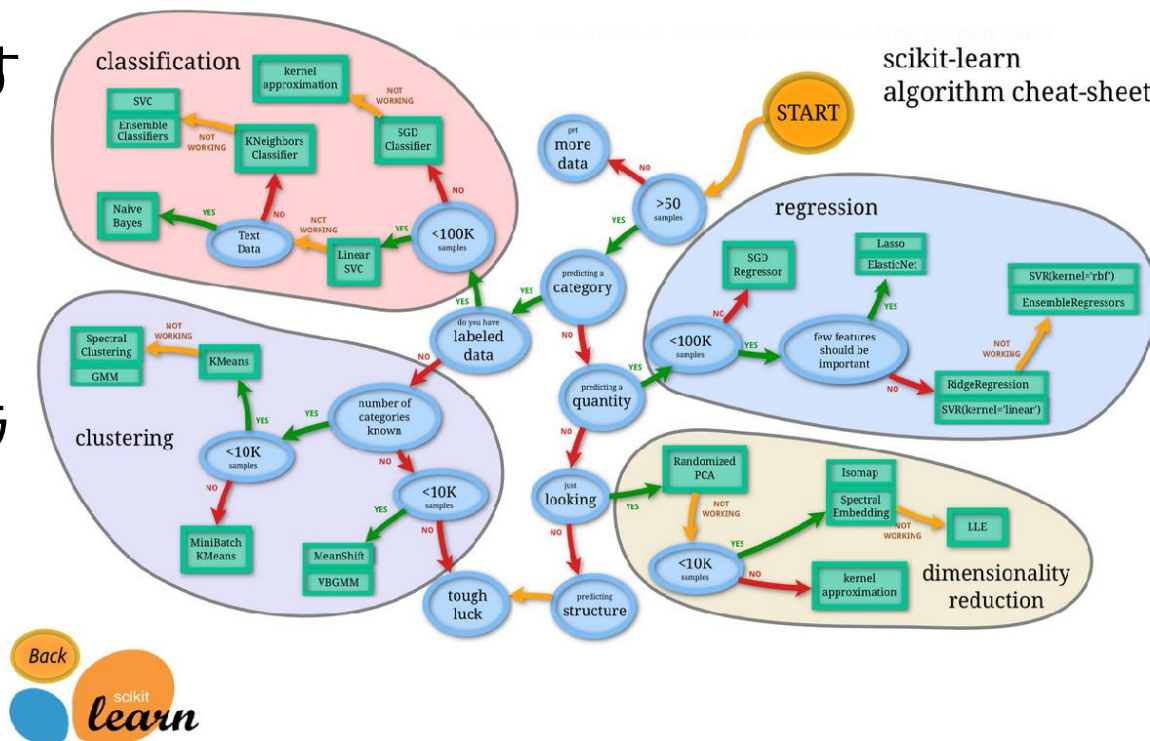 scikit-learn
algorithm cheat-sheet
START
get
more
data
NO
>50
samples
YES
predicting a
category
YES
NO
do you have
labeled
data
YES
NO
predicting a
quantity
YES
NO
just
looking
YES
NO
predicting
structure
tough
luck
classification
kernel
approximation
NOT
WORKING
SGD
Classifier
NO
<100K
samples
YES
Linear
SVC
NOT
WORKING
Text
Data
YES
NO
Naive
Bayes
KNeighbors
Classifier
NOT
WORKING
SVC
Ensemble
Classifiers
regression
<100K
samples
NO
YES
SGD
Regressor
few features
should be
important
YES
NO
Lasso
ElasticNet
RidgeRegression
SVR(kernel='linear')
NOT
WORKING
SVR(kernel='rbf')
EnsembleRegressors
clustering
number of
categories
known
YES
NO
<10K
samples
YES
NO
KMeans
NOT
WORKING
Spectral
Clustering
GMM
MiniBatch
KMeans
<10K
samples
YES
NO
MeanShift
VBGMM
dimensionality
reduction
Randomized
PCA
NOT
WORKING
<10K
samples
YES
NO
Isomap
Spectral
Embedding
NOT
WORKING
LLE
kernel
approximation
Back
scikit
learn